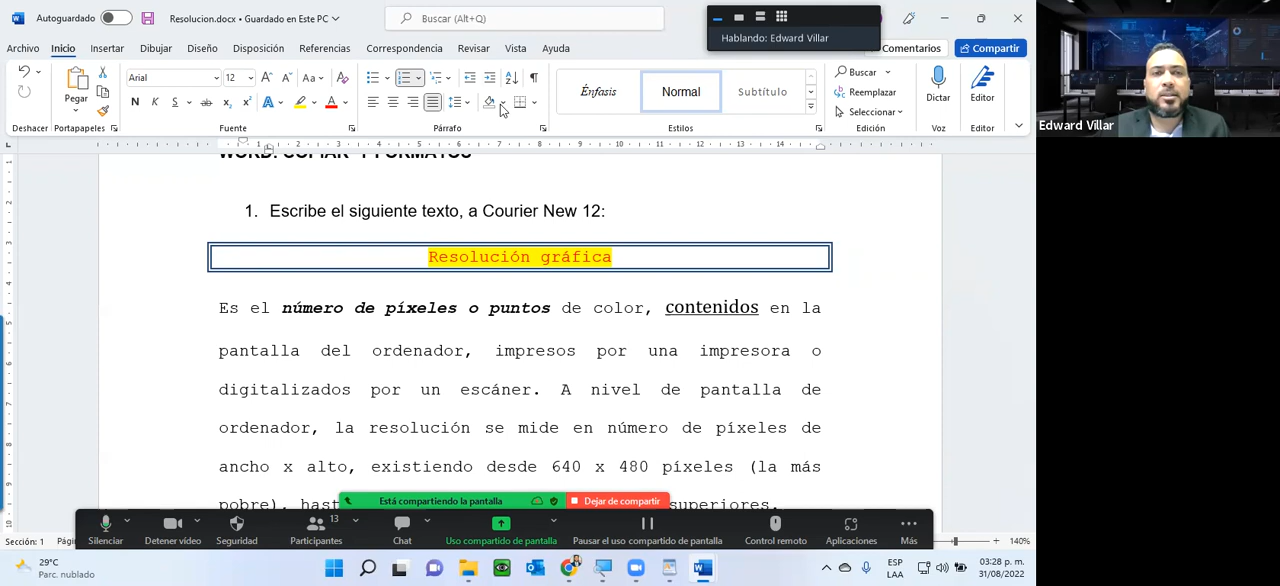 Autoguardado
Resolucion.docx • Guardado en Este PC
Buscar (Alt+Q)
Hablando: Edward Villar
Archivo Inicio Insertar Dibujar Diseño Disposición Referencias Correspondencia Revisar Vista Ayuda
Comentarios Compartir
Arial 12
Pegar
Énfasis Normal Subtítulo
Buscar
Reemplazar
Seleccionar
Dictar Editor
Deshacer Portapapeles Fuente Párrafo Estilos Edición Voz Editor
Edward Villar
1. Escribe el siguiente texto, a Courier New 12:
Resolución gráfica
Es el número de píxeles o puntos de color, contenidos en la
pantalla del ordenador, impresos por una impresora o
digitalizados por un escáner. A nivel de pantalla de
ordenador, la resolución se mide en número de píxeles de
ancho x alto, existiendo desde 640 x 480 píxeles (la más
pobre), hast superiores.
Está compartiendo la pantalla Dejar de compartir
13
Silenciar Detener vídeo Seguridad Participantes Chat Uso compartido de pantalla Pausar el uso compartido de pantalla Control remoto Aplicaciones Más
Sección: 1 140%
29°C
Parc. nublado
ESP
LAA
03:28 p. m.
31/08/2022